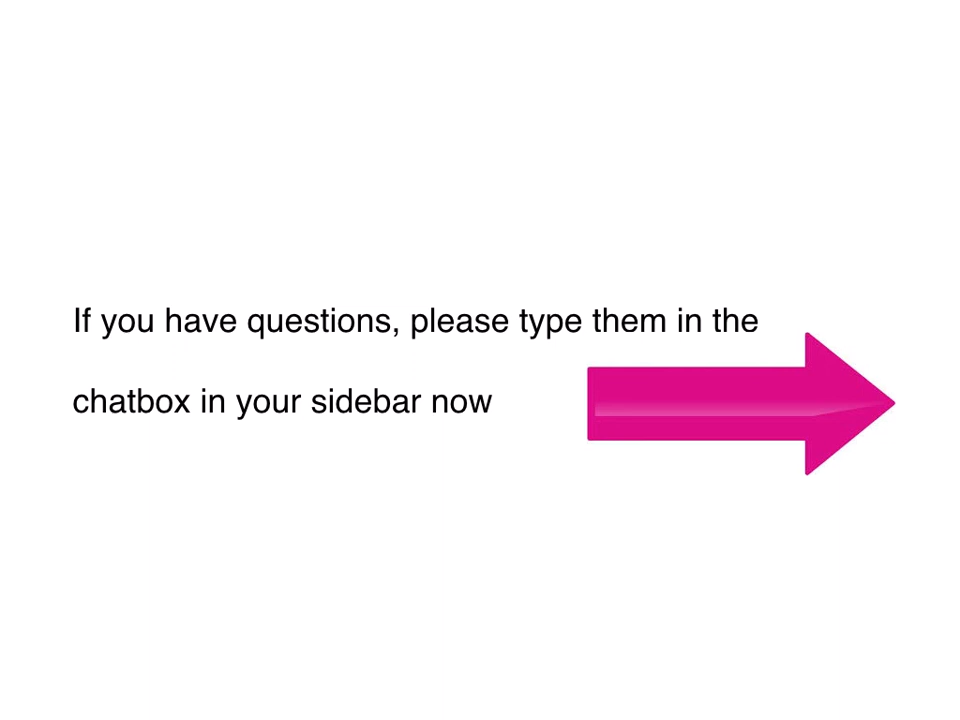 If you have questions, please type them in the
chatbox in your sidebar now